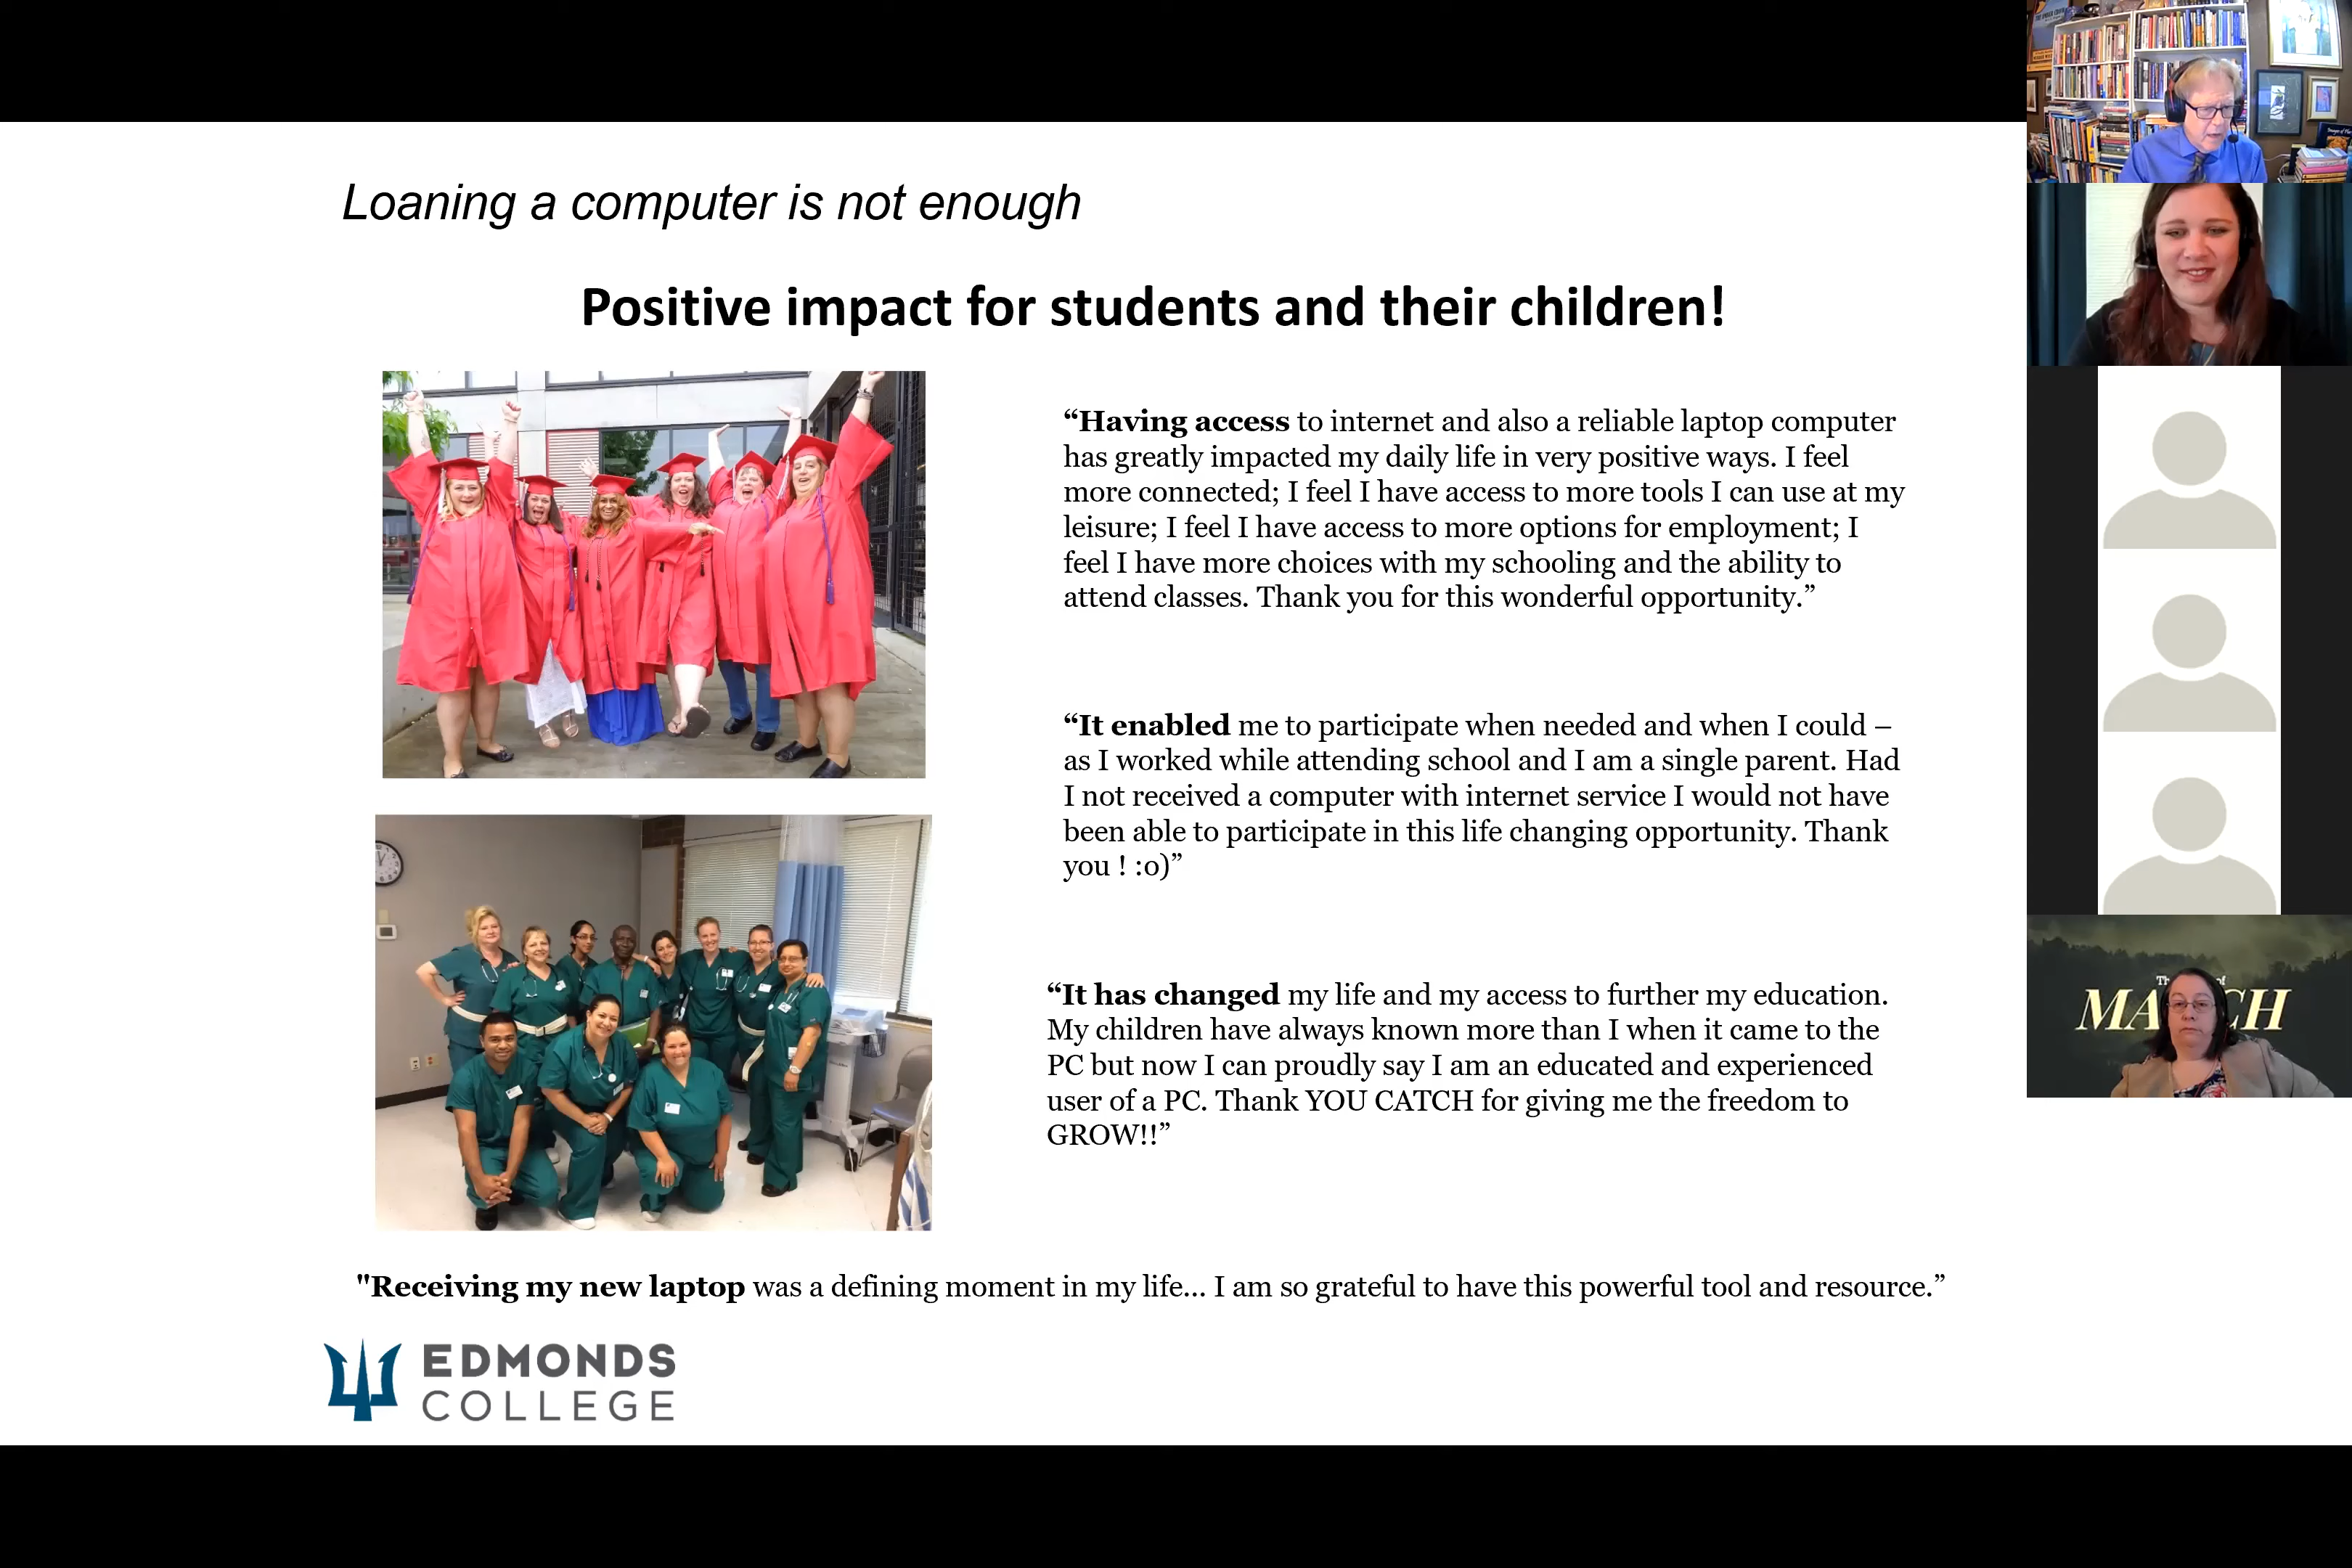 Loaning a computer is not enough
Positive impact for students and their children!
“Having access to internet and also a reliable laptop computer
has greatly impacted my daily life in very positive ways. I feel
more connected; I feel I have access to more tools I can use at my
leisure; I feel I have access to more options for employment; I
feel I have more choices with my schooling and the ability to
attend classes. Thank you for this wonderful opportunity.”
“It enabled me to participate when needed and when I could –
as I worked while attending school and I am a single parent. Had
I not received a computer with internet service I would not have
been able to participate in this life changing opportunity. Thank
you ! :o)”
“It has changed my life and my access to further my education.
My children have always known more than I when it came to the
PC but now I can proudly say I am an educated and experienced
user of a PC. Thank YOU CATCH for giving me the freedom to
GROW!!”
"Receiving my new laptop was a defining moment in my life... I am so grateful to have this powerful tool and resource.”
EDMONDS
COLLEGE